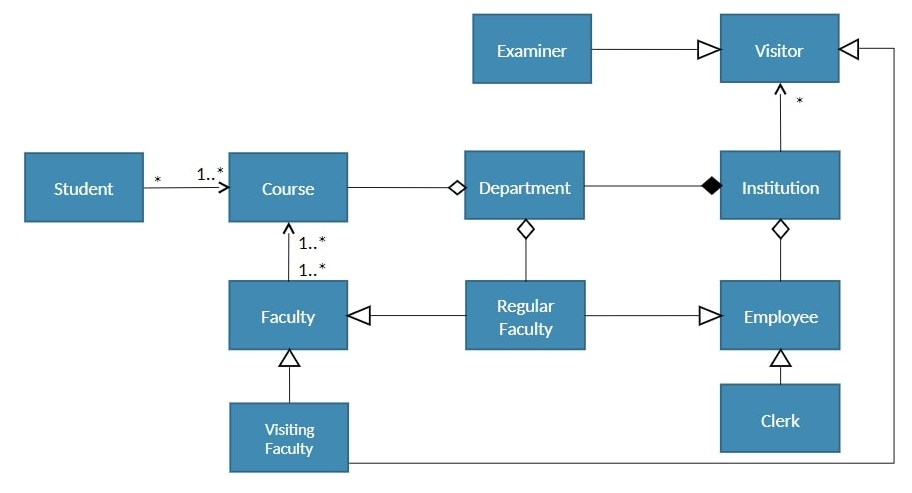 Examiner
Visitor
*
Student
*
1..*
Course
Department
Institution
1..*
1..*
Faculty
Regular
Faculty
Employee
Visiting
Faculty
Clerk